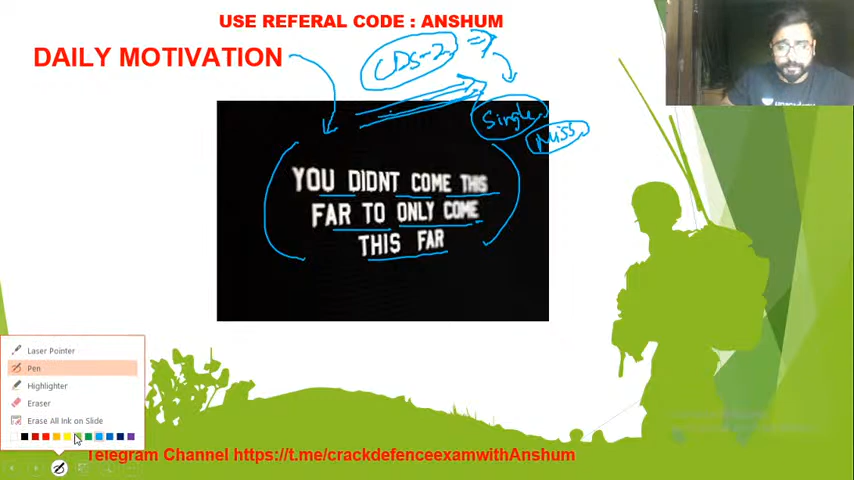 USE REFERAL CODE : ANSHUM
DAILY MOTIVATION
CDS-2
Single
Miss
YOU DIDNT COME THIS
FAR TO ONLY COME
THIS FAR
Laser Pointer
Pen
Highlighter
Eraser
Erase All Ink on Slide
Telegram Channel https://t.me/crackdefenceexamwithAnshum